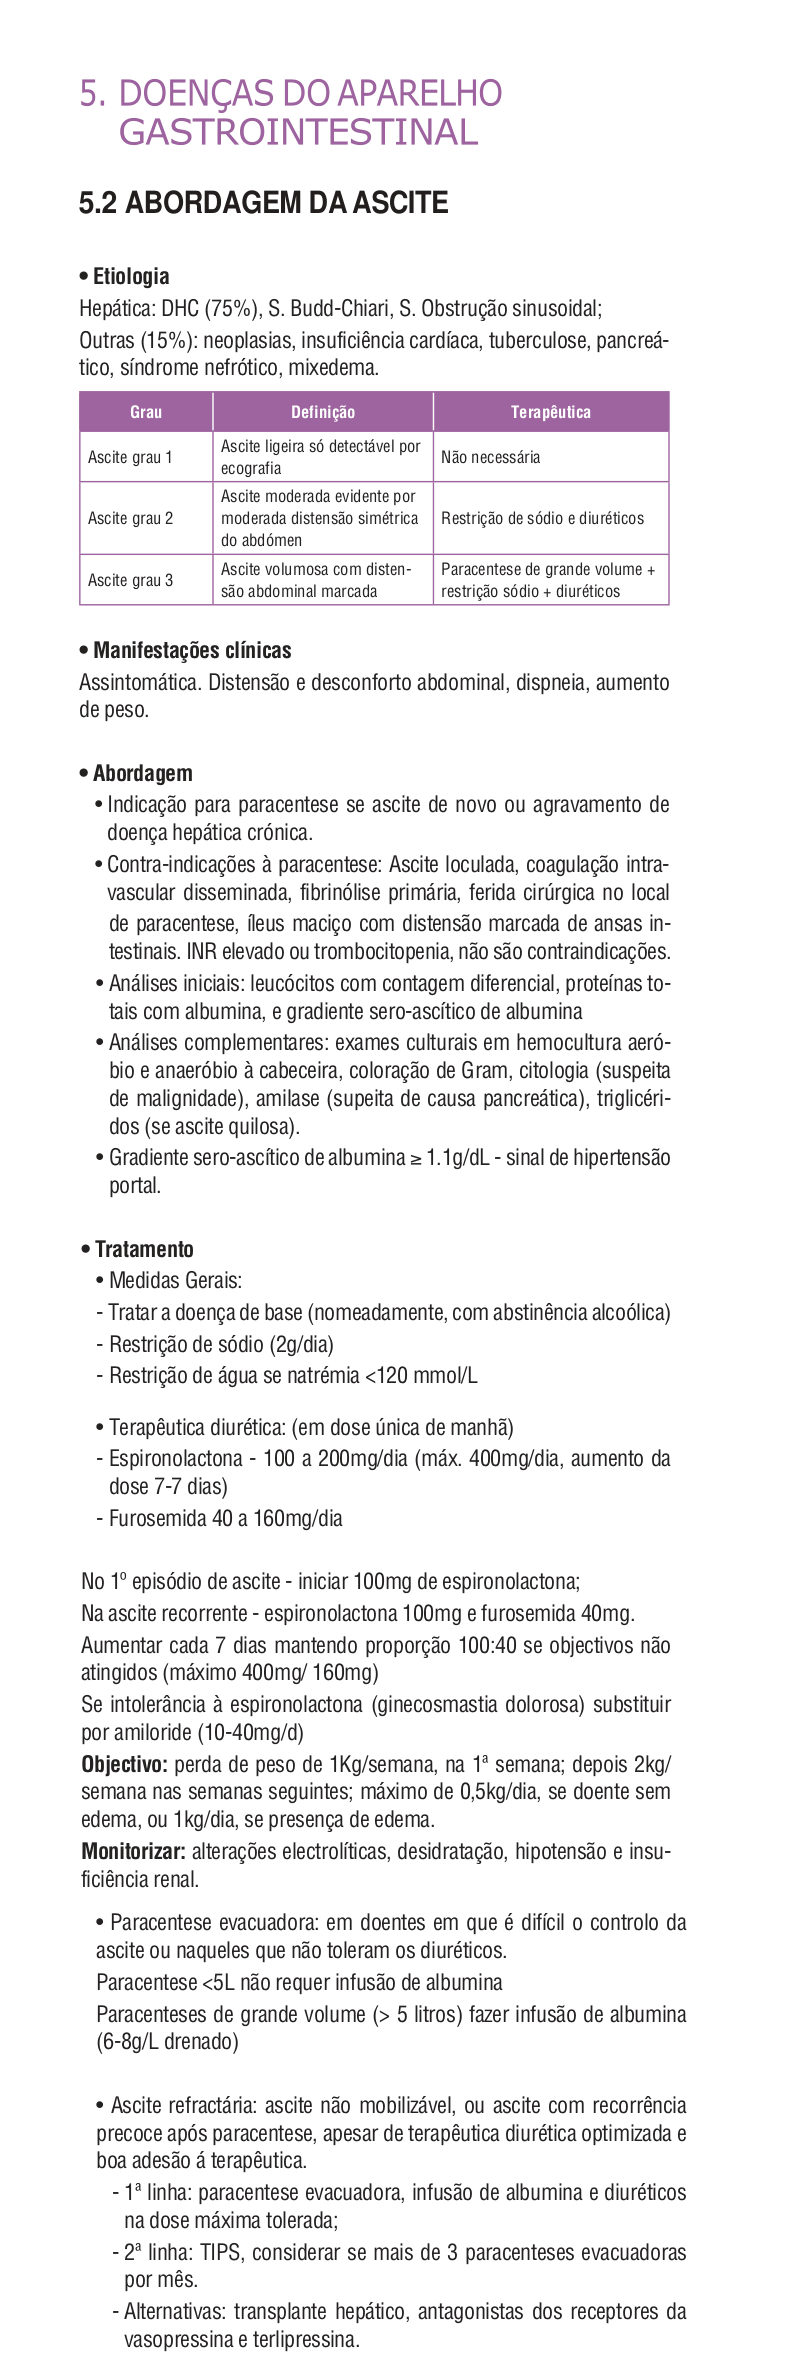 5. DOENÇAS DO APARELHO
GASTROINTESTINAL
5.2 ABORDAGEM DA ASCITE
• Etiologia
Hepática: DHC (75%), S. Budd-Chiari, S. Obstrução sinusoidal;
Outras (15%): neoplasias, insuficiência cardíaca, tuberculose, pancreá-
tico, síndrome nefrótico, mixedema.
Grau Definição Terapêutica
Ascite grau 1
Ascite ligeira só detectável por
ecografia
Não necessária
Ascite grau 2
Ascite moderada evidente por
moderada distensão simétrica
do abdómen
Restrição de sódio e diuréticos
Ascite grau 3
Ascite volumosa com disten-
são abdominal marcada
Paracentese de grande volume +
restrição sódio + diuréticos
• Manifestações clínicas
Assintomática. Distensão e desconforto abdominal, dispneia, aumento
de peso.
• Abordagem
• Indicação para paracentese se ascite de novo ou agravamento de
doença hepática crónica.
• Contra-indicações à paracentese: Ascite loculada, coagulação intra-
vascular disseminada, fibrinólise primária, ferida cirúrgica no local
de paracentese, íleus maciço com distensão marcada de ansas in-
testinais. INR elevado ou trombocitopenia, não são contraindicações.
• Análises iniciais: leucócitos com contagem diferencial, proteínas to-
tais com albumina, e gradiente sero-ascítico de albumina
• Análises complementares: exames culturais em hemocultura aeró-
bio e anaeróbio à cabeceira, coloração de Gram, citologia (suspeita
de malignidade), amilase (supeita de causa pancreática), triglicéri-
dos (se ascite quilosa).
• Gradiente sero-ascítico de albumina ≥ 1.1g/dL - sinal de hipertensão
portal.
• Tratamento
• Medidas Gerais:
- Tratar a doença de base (nomeadamente, com abstinência alcoólica)
- Restrição de sódio (2g/dia)
- Restrição de água se natrémia <120 mmol/L
• Terapêutica diurética: (em dose única de manhã)
- Espironolactona - 100 a 200mg/dia (máx. 400mg/dia, aumento da
dose 7-7 dias)
- Furosemida 40 a 160mg/dia
No 1º episódio de ascite - iniciar 100mg de espironolactona;
Na ascite recorrente - espironolactona 100mg e furosemida 40mg.
Aumentar cada 7 dias mantendo proporção 100:40 se objectivos não
atingidos (máximo 400mg/ 160mg)
Se intolerância à espironolactona (ginecosmastia dolorosa) substituir
por amiloride (10-40mg/d)
Objectivo: perda de peso de 1Kg/semana, na 1ª semana; depois 2kg/
semana nas semanas seguintes; máximo de 0,5kg/dia, se doente sem
edema, ou 1kg/dia, se presença de edema.
Monitorizar: alterações electrolíticas, desidratação, hipotensão e insu-
ficiência renal.
• Paracentese evacuadora: em doentes em que é difícil o controlo da
ascite ou naqueles que não toleram os diuréticos.
Paracentese <5L não requer infusão de albumina
Paracenteses de grande volume (> 5 litros) fazer infusão de albumina
(6-8g/L drenado)
• Ascite refractária: ascite não mobilizável, ou ascite com recorrência
precoce após paracentese, apesar de terapêutica diurética optimizada e
boa adesão á terapêutica.
- 1ª linha: paracentese evacuadora, infusão de albumina e diuréticos
na dose máxima tolerada;
- 2ª linha: TIPS, considerar se mais de 3 paracenteses evacuadoras
por mês.
- Alternativas: transplante hepático, antagonistas dos receptores da
vasopressina e terlipressina.